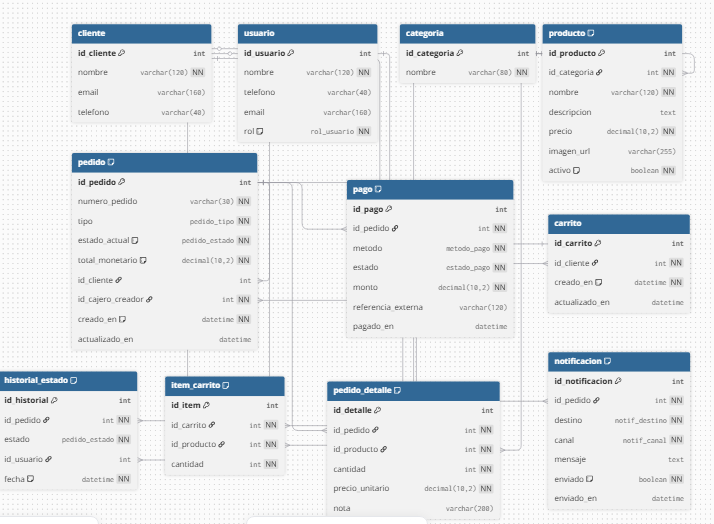 cliente
id_cliente int
nombre varchar(120) NN
email varchar(160)
telefono varchar(40)
usuario
id_usuario int
nombre varchar(120) NN
telefono varchar(40)
email varchar(160)
rol rol_usuario NN
categoria
id_categoria int
nombre varchar(80) NN
producto
id_producto int
id_categoria int NN
nombre varchar(120) NN
descripcion text
precio decimal(10,2) NN
imagen_url varchar(255)
activo boolean NN
pedido
id_pedido int
numero_pedido varchar(30) NN
tipo pedido_tipo NN
estado_actual pedido_estado NN
total_monetario decimal(10,2) NN
id_cliente int
id_cajero_creador int NN
creado_en datetime NN
actualizado_en datetime
pago
id_pago int
id_pedido int NN
metodo metodo_pago NN
estado estado_pago NN
monto decimal(10,2) NN
referencia_externa varchar(120)
pagado_en datetime
carrito
id_carrito int
id_cliente int NN
creado_en datetime NN
actualizado_en datetime
historial_estado
id_historial int
id_pedido int NN
estado pedido_estado NN
id_usuario int
fecha datetime NN
item_carrito
id_item int
id_carrito int NN
id_producto int NN
cantidad int NN
pedido_detalle
id_detalle int
id_pedido int NN
id_producto int NN
cantidad int NN
precio_unitario decimal(10,2) NN
nota varchar(200)
notificacion
id_notificacion int
id_pedido int NN
destino notif_destino NN
canal notif_canal NN
mensaje text
enviado boolean NN
enviado_en datetime